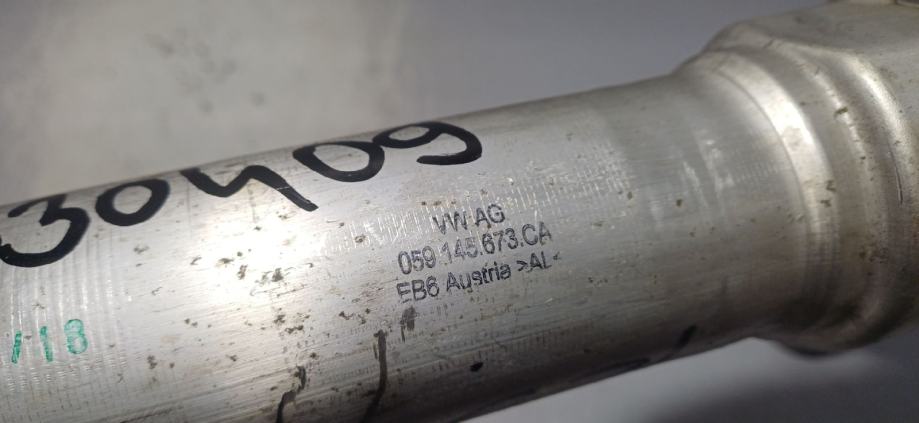 30409
VW AG
059.145.673.CA
EB6 Austria >AL<
/18